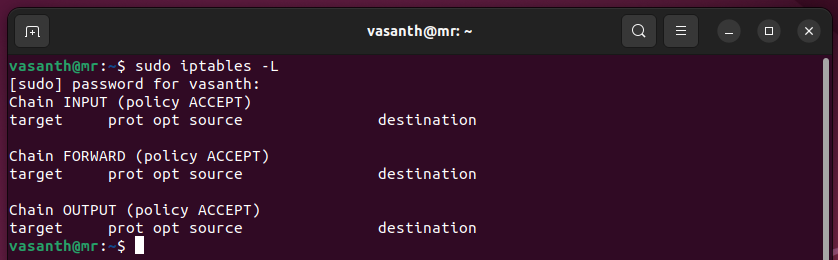 vasanth@mr: ~
vasanth@mr:~$ sudo iptables -L
[sudo] password for vasanth:
Chain INPUT (policy ACCEPT)
target     prot opt source               destination

Chain FORWARD (policy ACCEPT)
target     prot opt source               destination

Chain OUTPUT (policy ACCEPT)
target     prot opt source               destination
vasanth@mr:~$